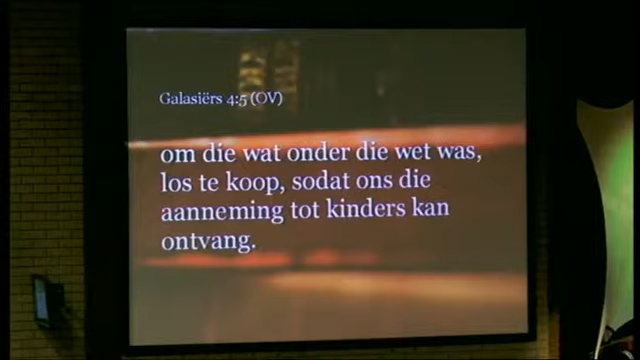 Galasiërs 4:5 (OV)
om die wat onder die wet was,
los te koop, sodat ons die
aanneming tot kinders kan
ontvang.